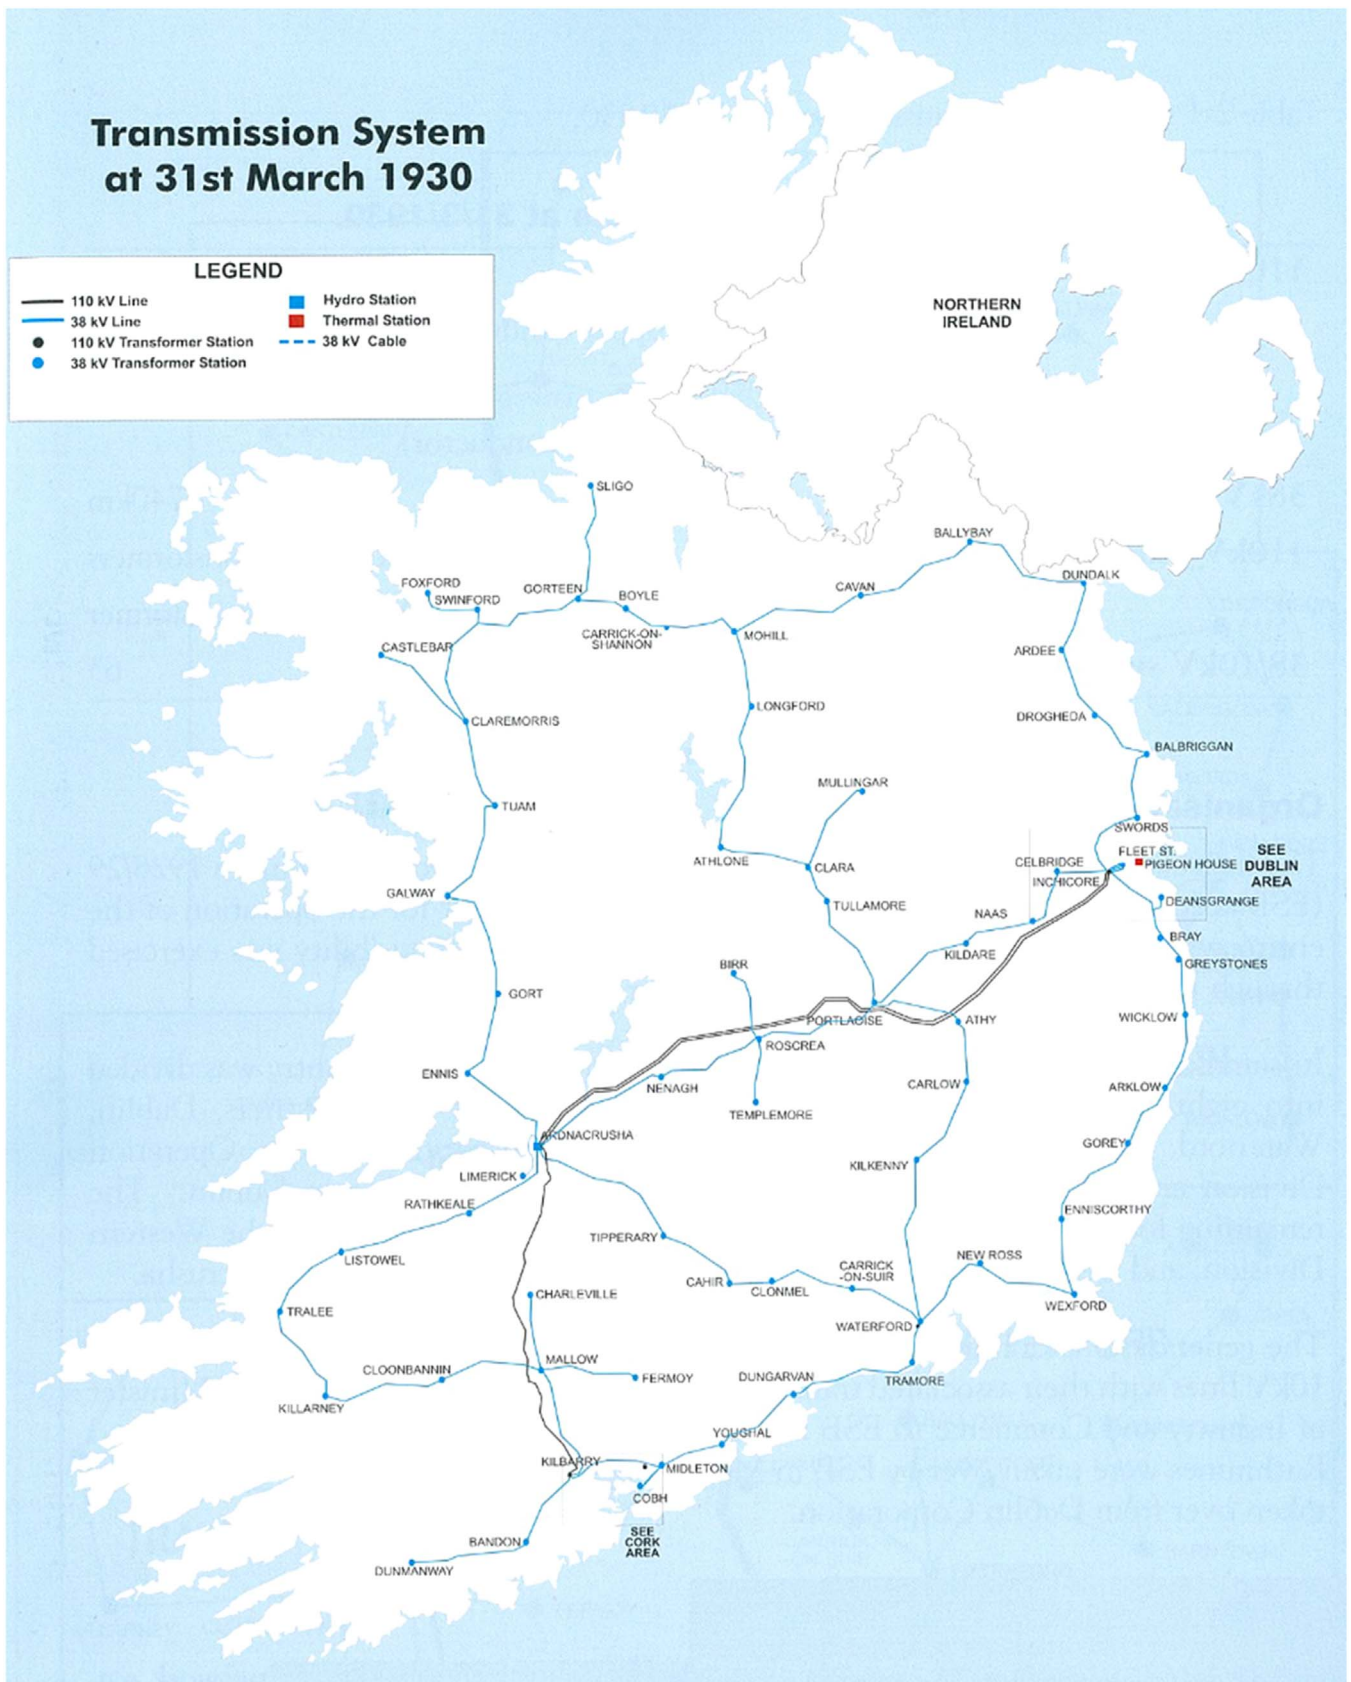 Transmission System
at 31st March 1930
LEGEND
110 kV Line
38 kV Line
110 kV Transformer Station
38 kV Transformer Station
Hydro Station
Thermal Station
38 kV Cable
NORTHERN
IRELAND
SLIGO
BALLYBAY
DUNDALK
FOXFORD
SWINFORD
GORTEEN
BOYLE
CAVAN
CARRICK-ON-
SHANNON
MOHILL
CASTLEBAR
ARDEE
CLAREMORRIS
LONGFORD
DROGHEDA
BALBRIGGAN
MULLINGAR
TUAM
SWORDS
ATHLONE
CLARA
FLEET ST.
CELBRIDGE
PIGEON HOUSE
INCHICORE
SEE
DUBLIN
AREA
GALWAY
TULLAMORE
DEANSGRANGE
NAAS
BRAY
KILDARE
GREYSTONES
BIRR
GORT
PORTLAOISE
ATHY
WICKLOW
ROSCREA
ENNIS
NENAGH
CARLOW
ARKLOW
TEMPLEMORE
ARDNACRUSHA
GOREY
LIMERICK
KILKENNY
RATHKEALE
ENNISCORTHY
TIPPERARY
LISTOWEL
NEW ROSS
CAHIR
CLONMEL
CARRICK
-ON-SUIR
CHARLEVILLE
WEXFORD
TRALEE
WATERFORD
MALLOW
CLOONBANNIN
FERMOY
DUNGARVAN
TRAMORE
KILLARNEY
YOUGHAL
KILBARRY
MIDLETON
COBH
SEE
CORK
AREA
BANDON
DUNMANWAY